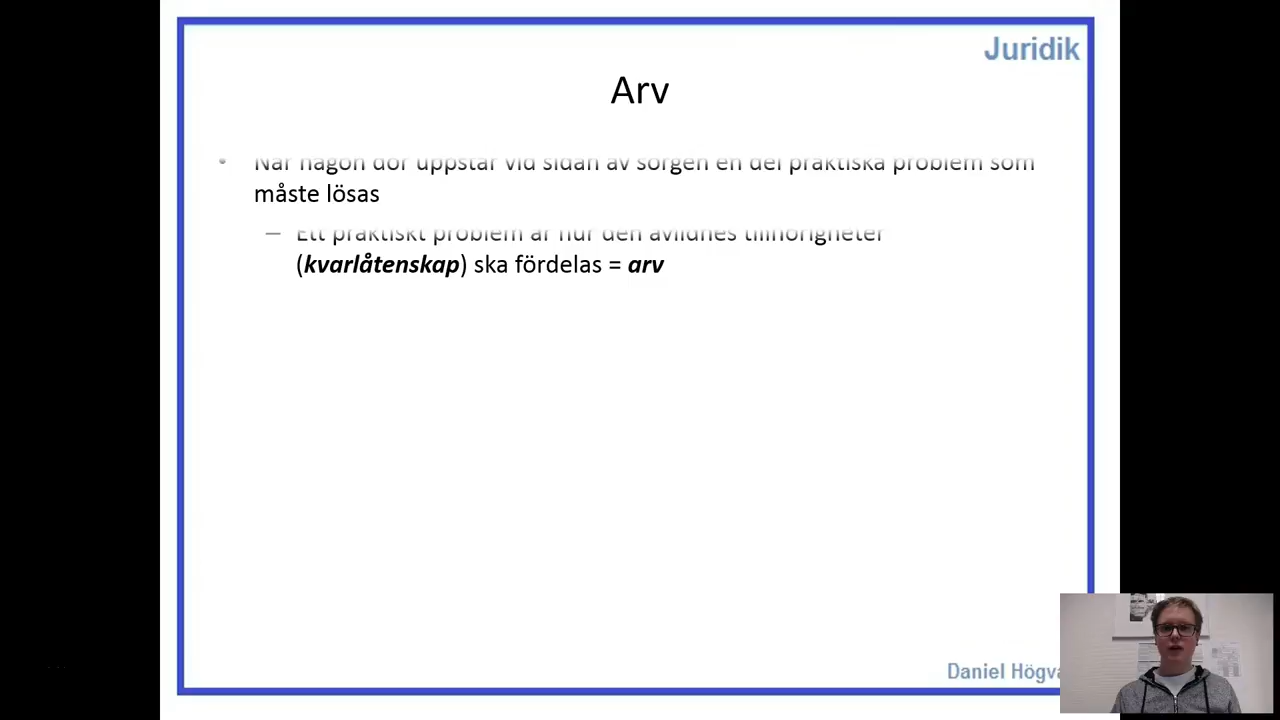 Juridik
Arv
• När någon dör uppstår vid sidan av sorgen en del praktiska problem som
måste lösas
– Ett praktiskt problem är hur den avlidnes tillhörigheter
(kvarlåtenskap) ska fördelas = arv
Daniel Högva